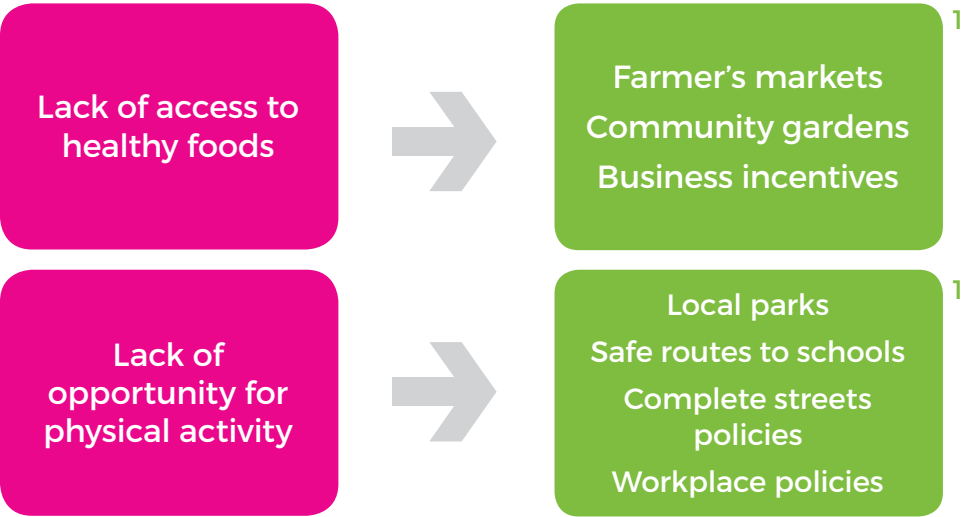 Lack of access to
healthy foods
Farmer’s markets
Community gardens
Business incentives
Lack of
opportunity for
physical activity
Local parks
Safe routes to schools
Complete streets
policies
Workplace policies